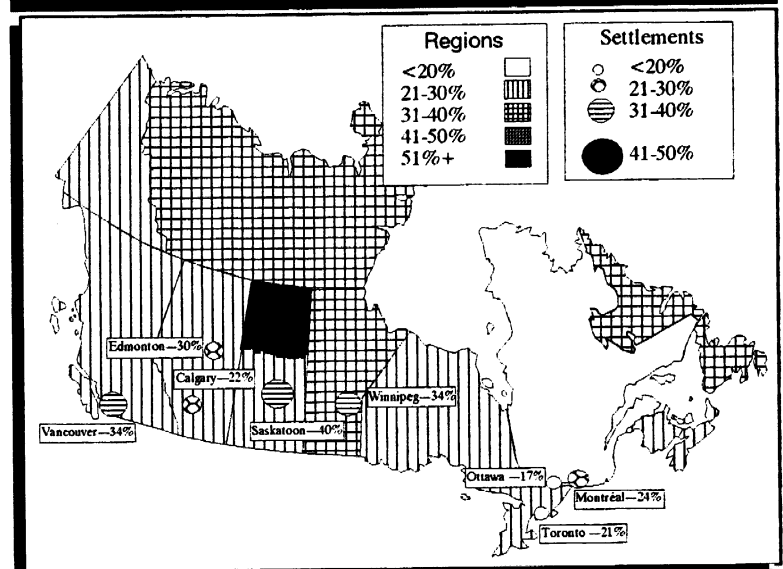 Regions
<20%
21-30%
31-40%
41-50%
51%+
Settlements
<20%
21-30%
31-40%
41-50%
Edmonton—30%
Calgary—22%
Winnipeg—34%
Vancouver—34%
Saskatoon—40%
Ottawa —17%
Montréal—24%
Toronto —21%